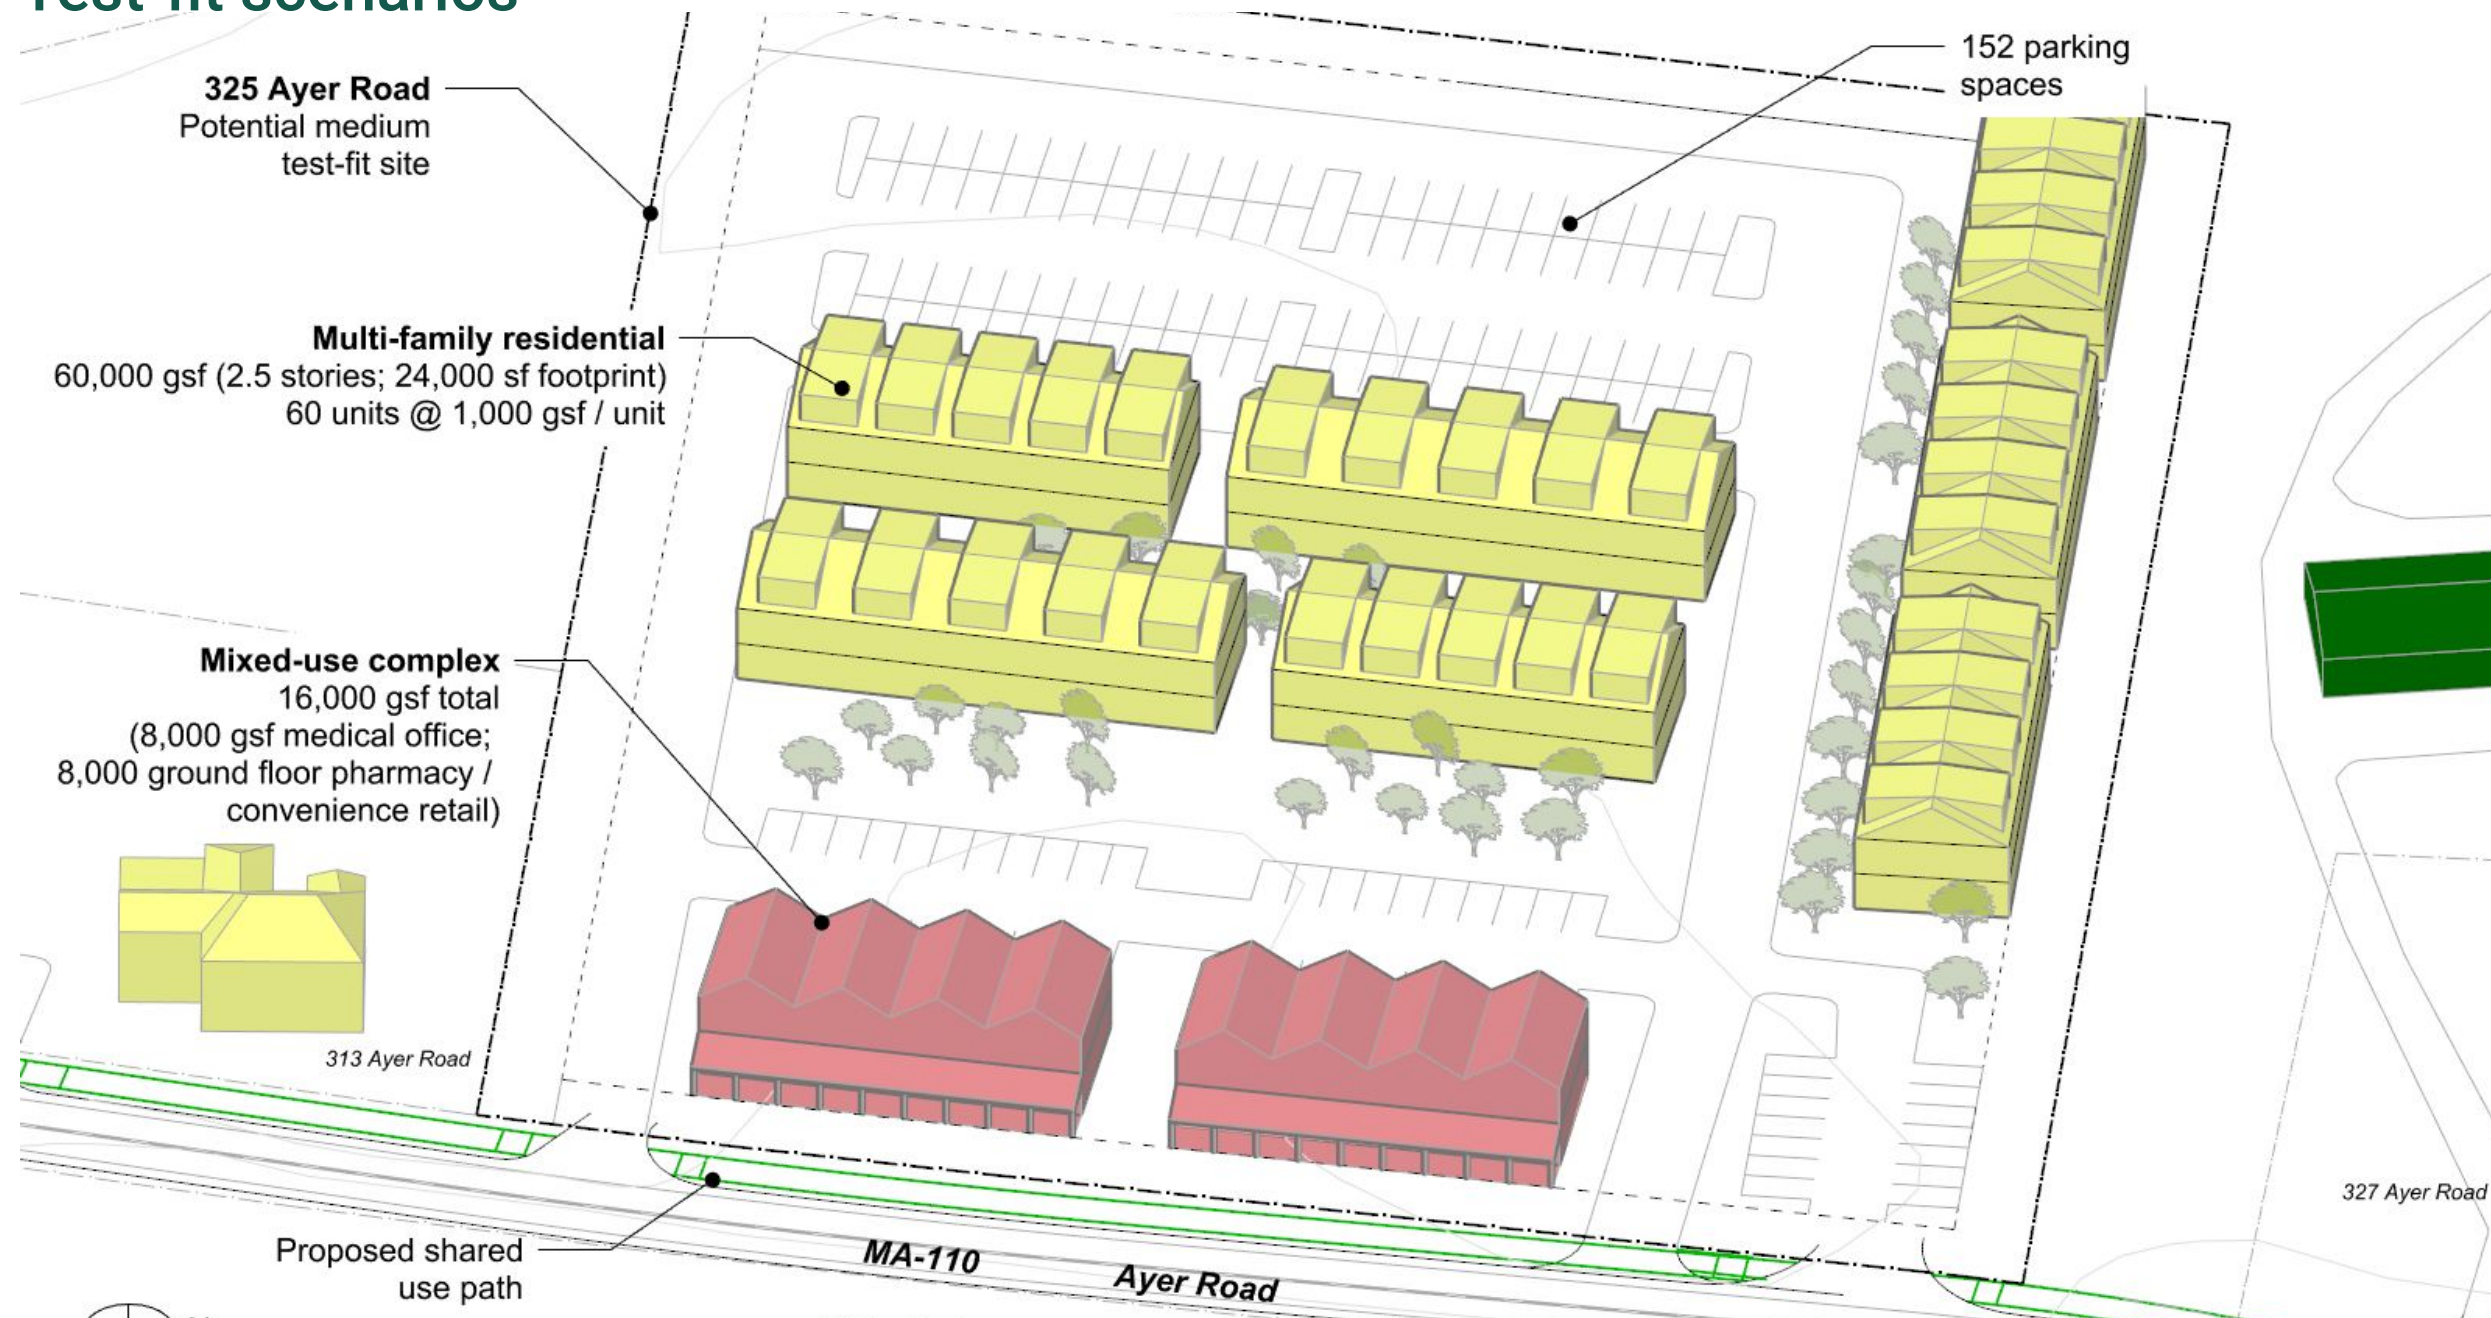 Test-fit scenarios
152 parking
spaces
325 Ayer Road
Potential medium
test-fit site
Multi-family residential
60,000 gsf (2.5 stories; 24,000 sf footprint)
60 units @ 1,000 gsf / unit
Mixed-use complex
16,000 gsf total
(8,000 gsf medical office;
8,000 ground floor pharmacy /
convenience retail)
313 Ayer Road
327 Ayer Road
Proposed shared
use path
MA-110
Ayer Road